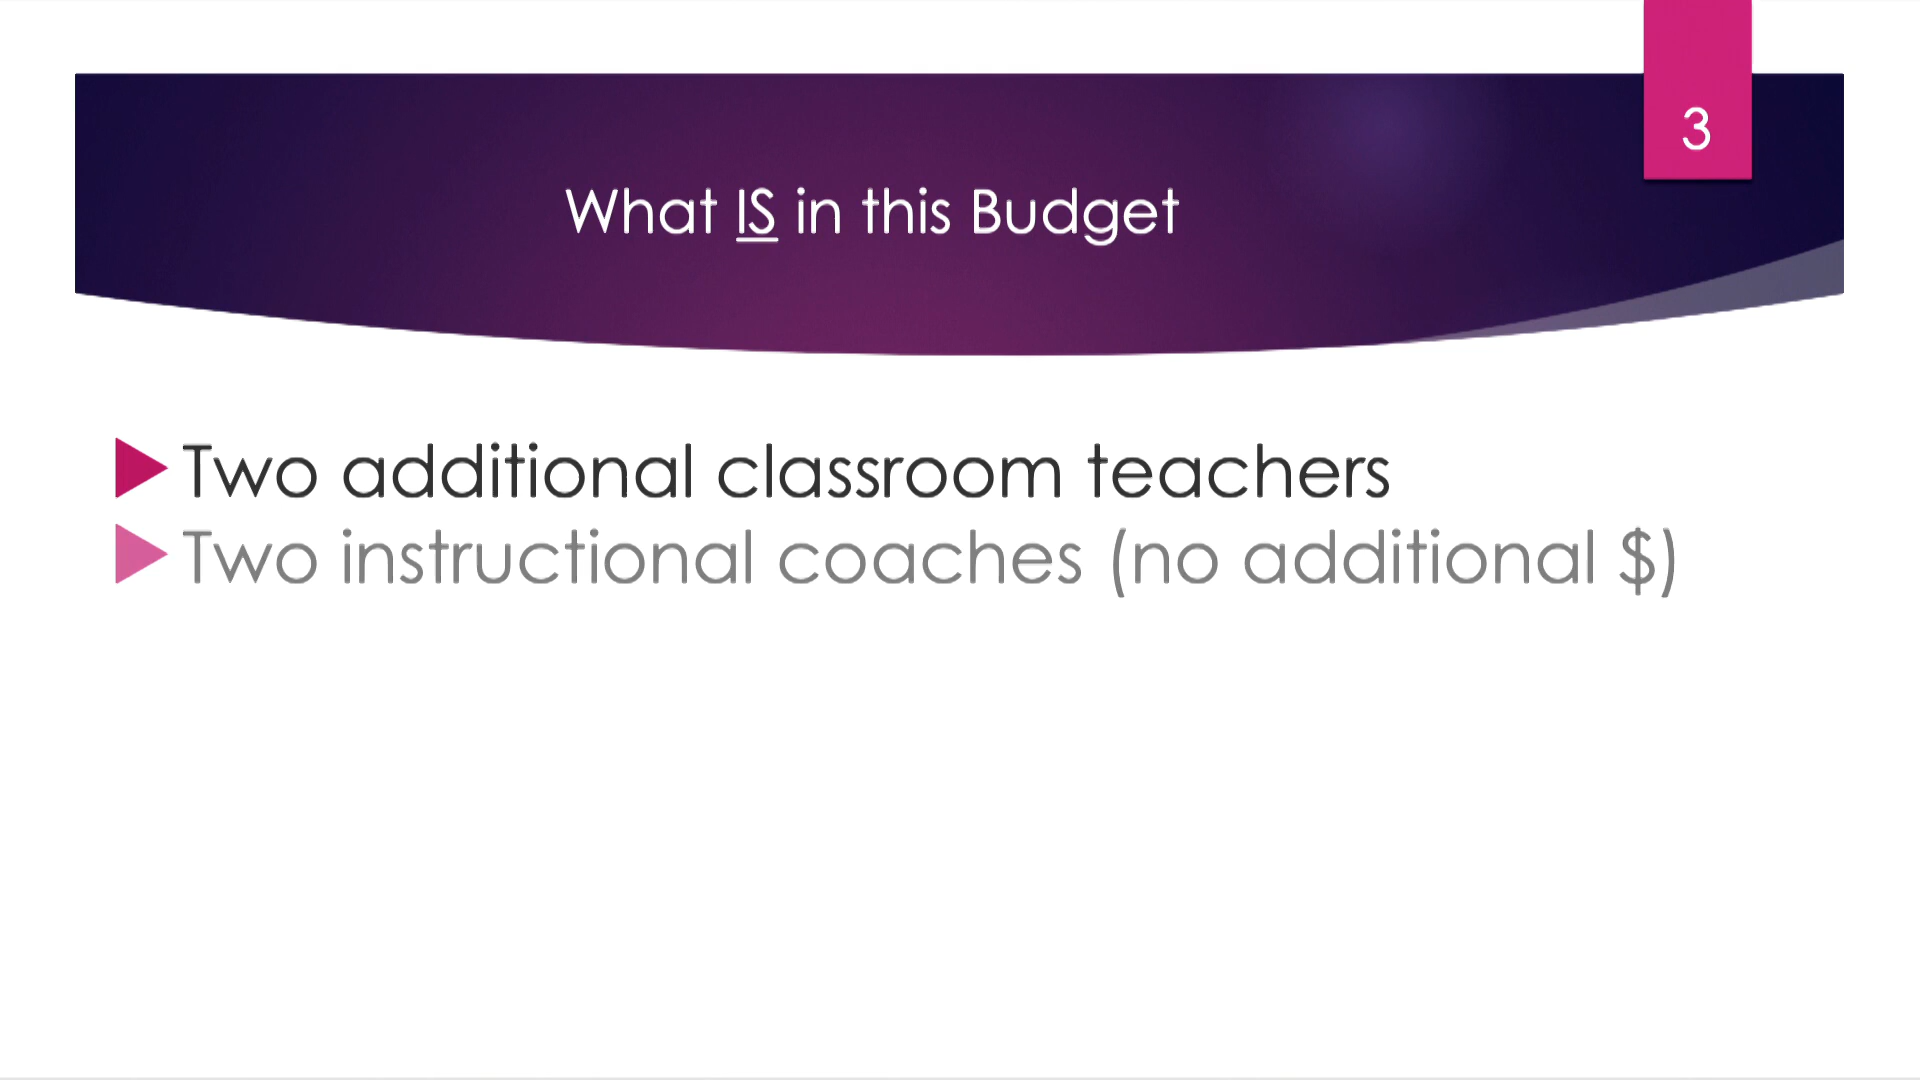 3
What IS in this Budget
Two additional classroom teachers
Two instructional coaches (no additional $)